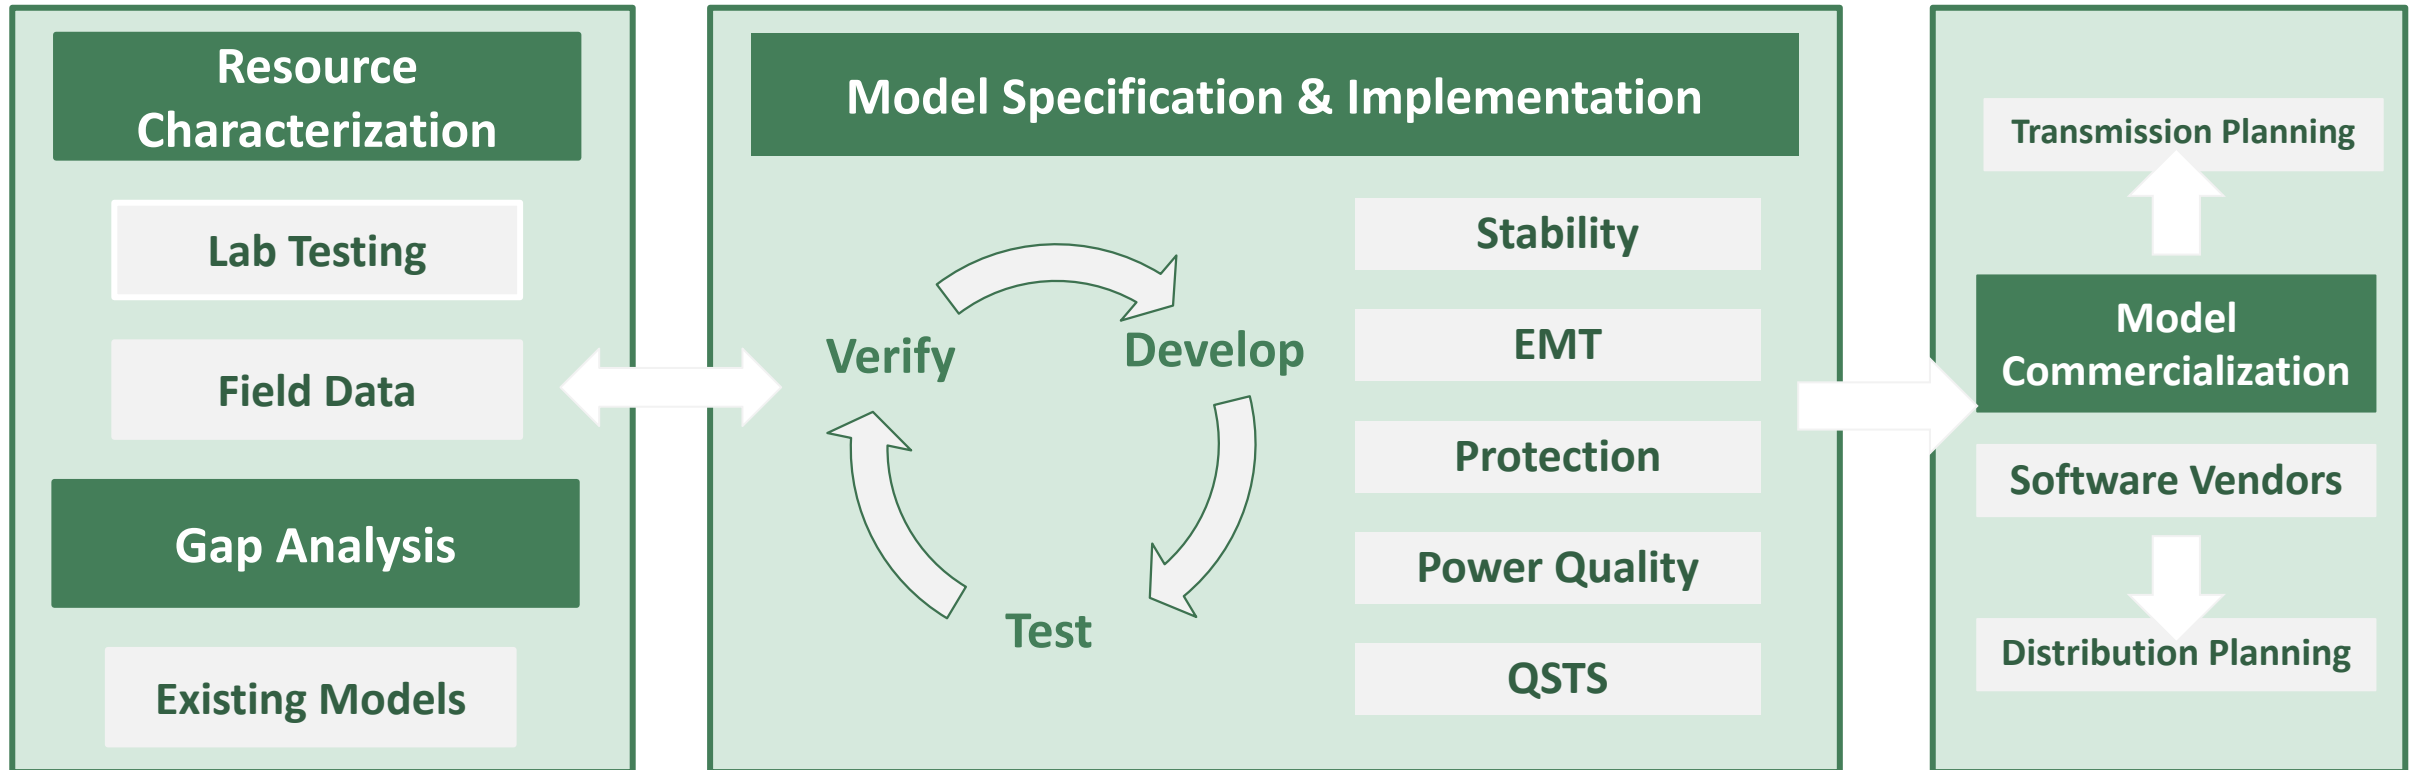 Resource
Characterization
Lab Testing
Field Data
Gap Analysis
Existing Models
Model Specification & Implementation
Verify
Develop
Test
Stability
EMT
Protection
Power Quality
QSTS
Transmission Planning
Model
Commercialization
Software Vendors
Distribution Planning